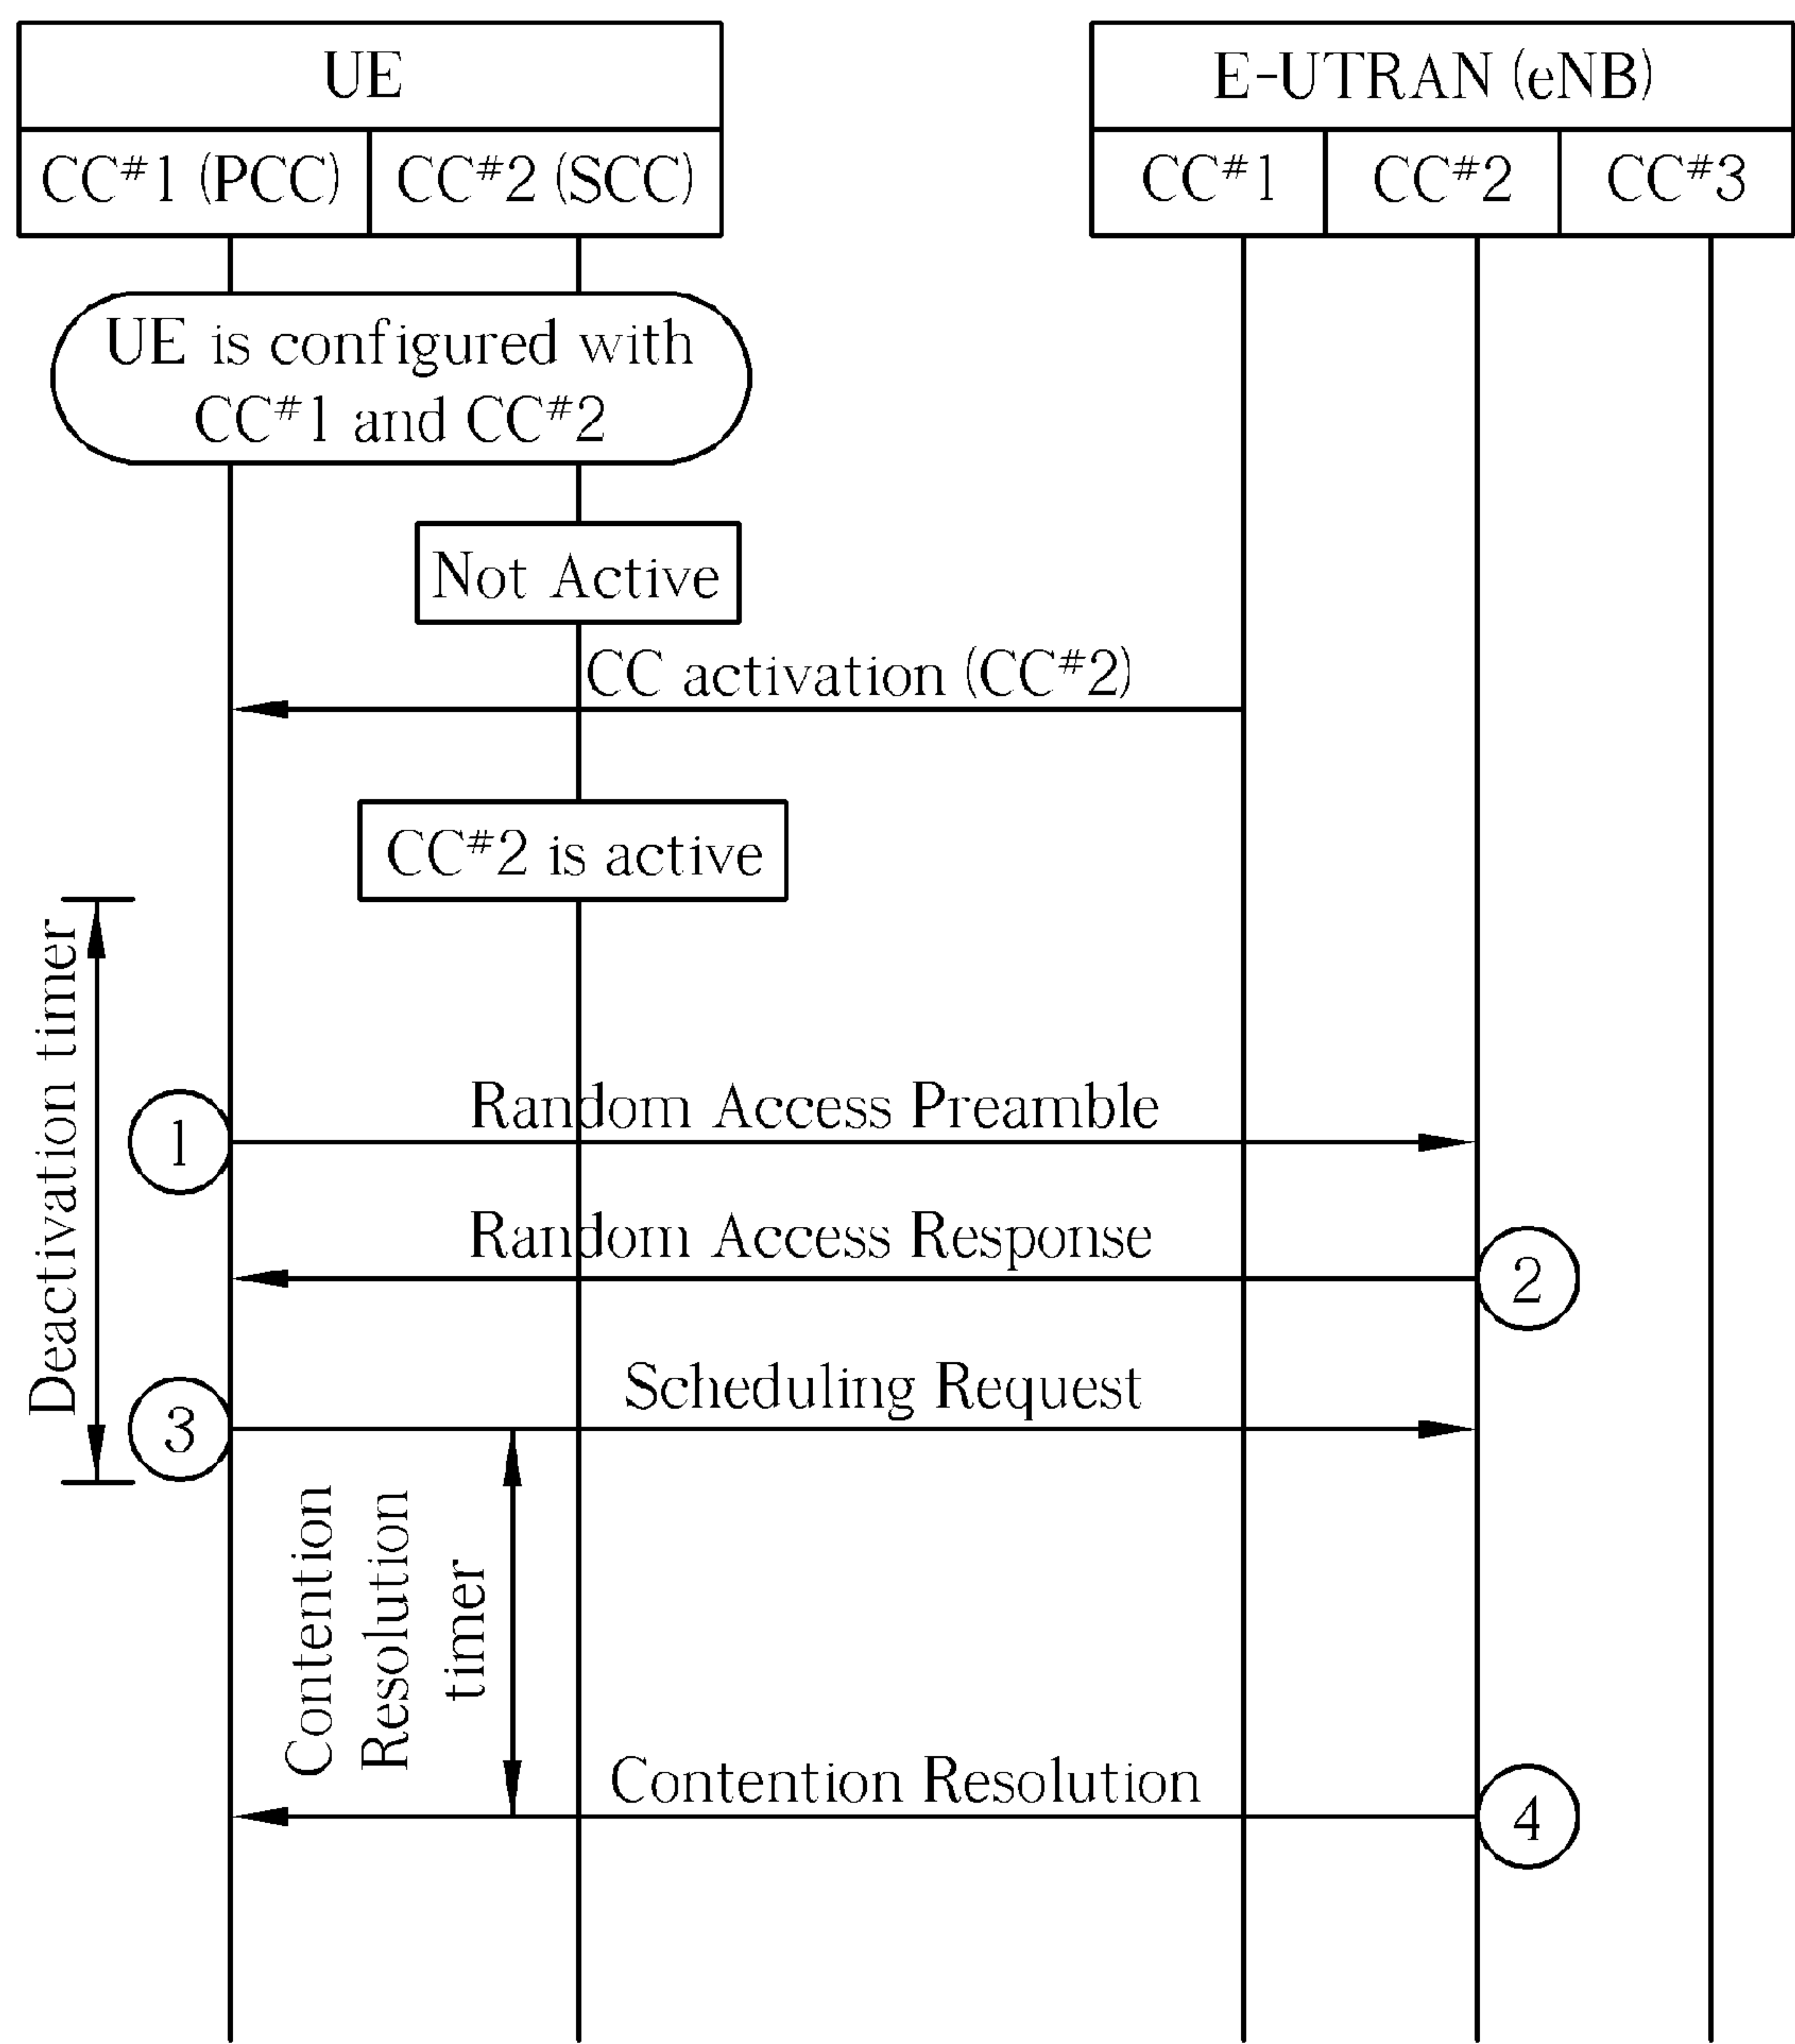 UE
E-UTRAN (eNB)
CC#1 (PCC)
CC#2 (SCC)
CC#1
CC#2
CC#3
UE is configured with
CC#1 and CC#2
Not Active
CC activation (CC#2)
CC#2 is active
Deactivation timer
1
Random Access Preamble
Random Access Response
2
3
Scheduling Request
Contention
Resolution
timer
Contention Resolution
4